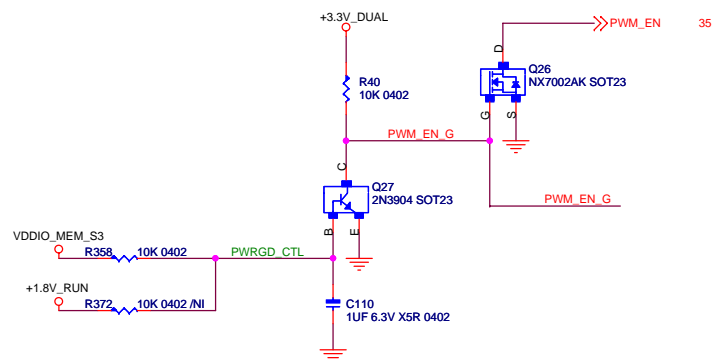 +3.3V_DUAL
PWM_EN 35
D
Q26
NX7002AK SOT23
R40
10K 0402
G
S
PWM_EN_G
C
Q27
2N3904 SOT23
PWM_EN_G
B
E
VDDIO_MEM_S3
R358 10K 0402
PWRGD_CTL
+1.8V_RUN
R372 10K 0402 /NI
C110
1UF 6.3V X5R 0402